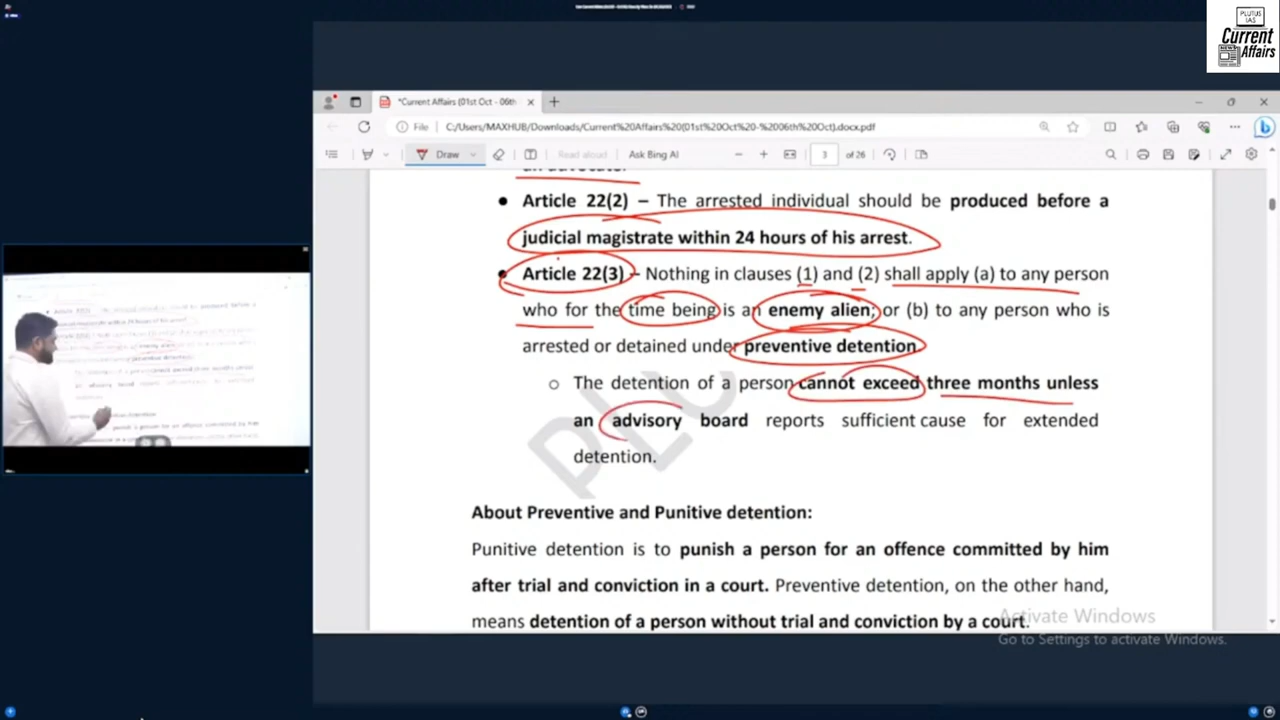 PLUTUS
IAS
Current
Affairs
*Current Affairs (01st Oct - 06th
File
C:/Users/MAXHUB/Downloads/Current%20Affairs%20(01st%20Oct%20-%2006th%20Oct).docx.pdf
Draw
Read aloud
Ask Bing AI
3
of 26
an advocate.
● Article 22(2) – The arrested individual should be produced before a
judicial magistrate within 24 hours of his arrest.
● Article 22(3) – Nothing in clauses (1) and (2) shall apply (a) to any person
who for the time being is an enemy alien; or (b) to any person who is
arrested or detained under preventive detention.
○ The detention of a person cannot exceed three months unless
an advisory board reports sufficient cause for extended
detention.
About Preventive and Punitive detention:
Punitive detention is to punish a person for an offence committed by him
after trial and conviction in a court. Preventive detention, on the other hand,
means detention of a person without trial and conviction by a court.
Activate Windows
Go to Settings to activate Windows.